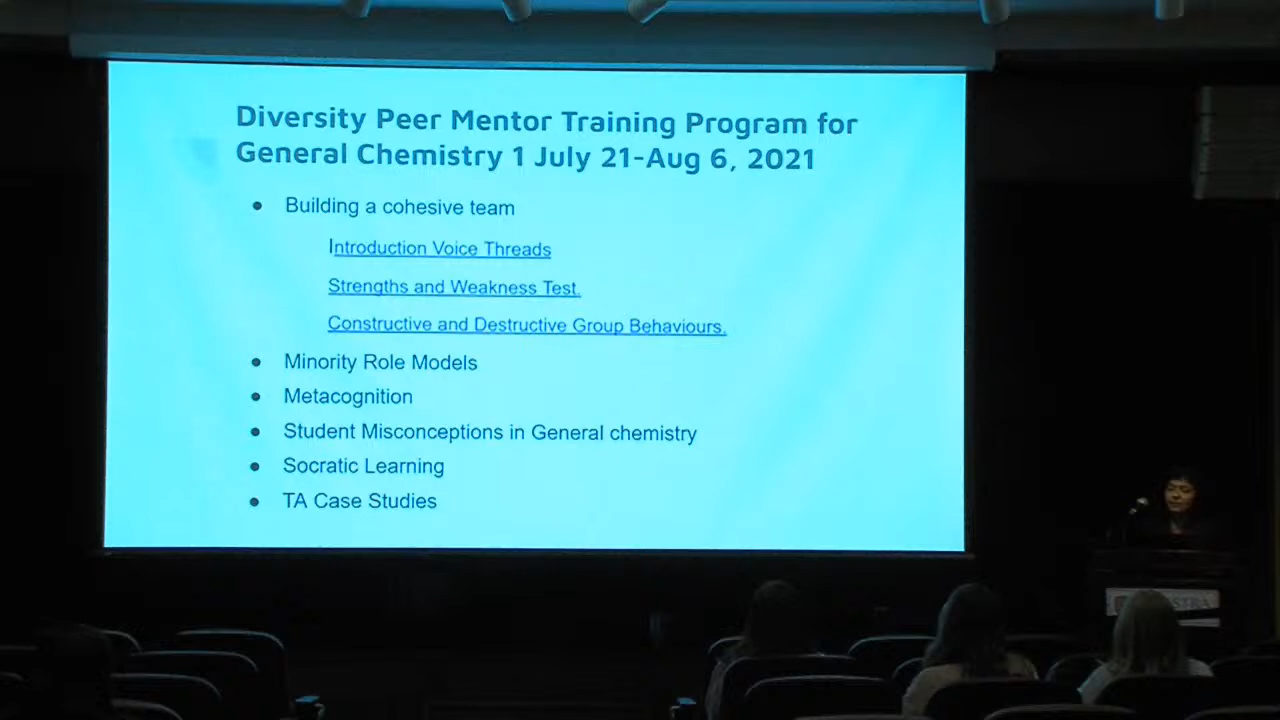 Diversity Peer Mentor Training Program for
General Chemistry 1 July 21-Aug 6, 2021
● Building a cohesive team
Introduction Voice Threads
Strengths and Weakness Test.
Constructive and Destructive Group Behaviours.
● Minority Role Models
● Metacognition
● Student Misconceptions in General chemistry
● Socratic Learning
● TA Case Studies